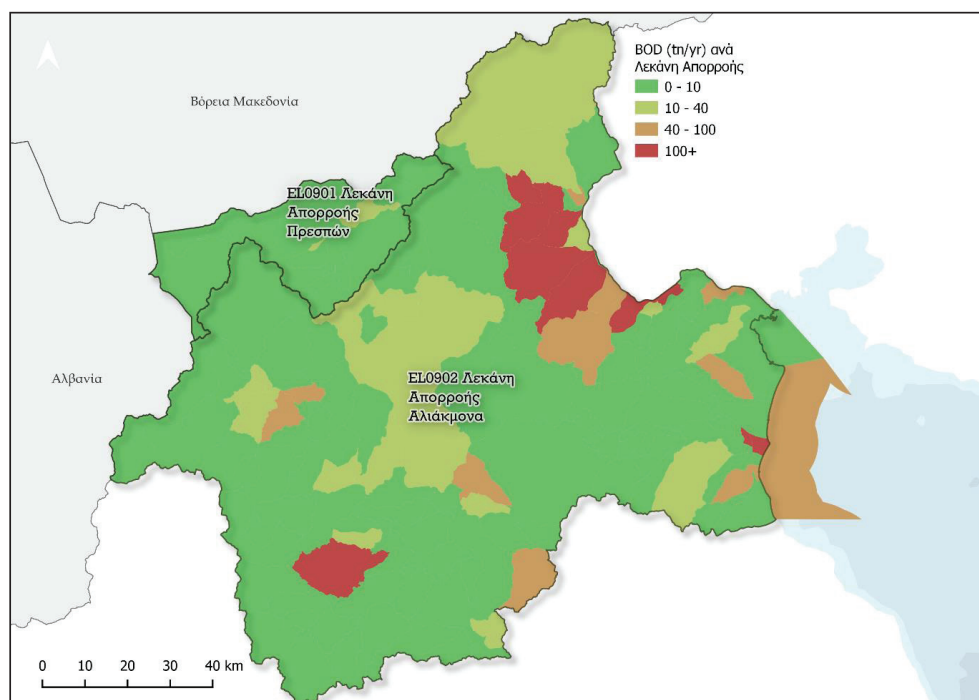 BOD (tn/yr) ανά
Λεκάνη Απορροής
0 - 10
10 - 40
40 - 100
100+
Βόρεια Μακεδονία
EL0901 Λεκάνη
Απορροής
Πρεσπών
Αλβανία
EL0902 Λεκάνη
Απορροής
Αλιάκμονα
0 10 20 30 40 km